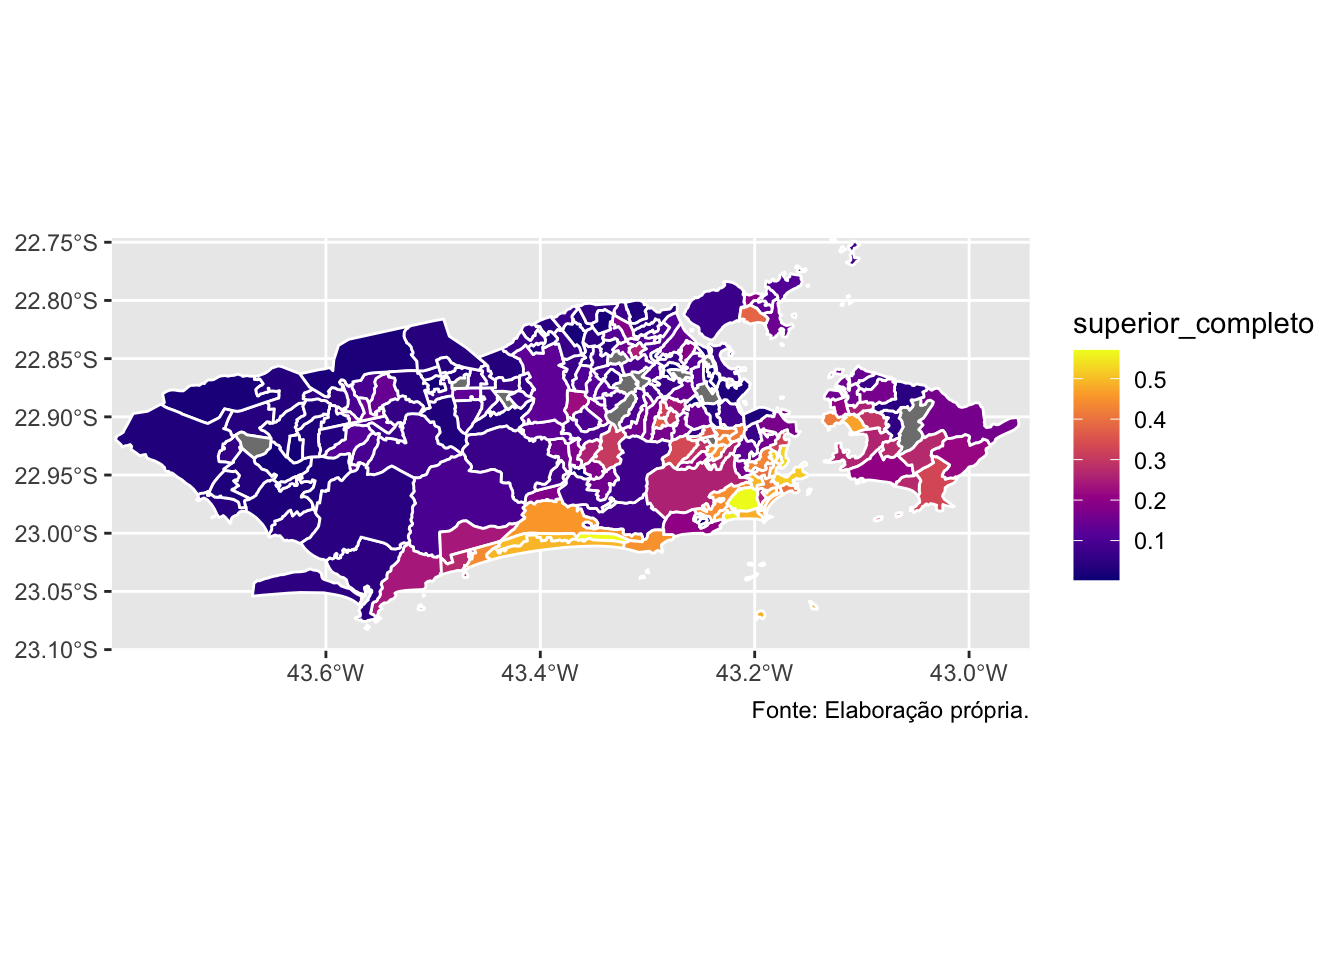 22.75°S
22.80°S
22.85°S
22.90°S
22.95°S
23.00°S
23.05°S
23.10°S
43.6°W 43.4°W 43.2°W 43.0°W
Fonte: Elaboração própria.
superior_completo
0.5
0.4
0.3
0.2
0.1